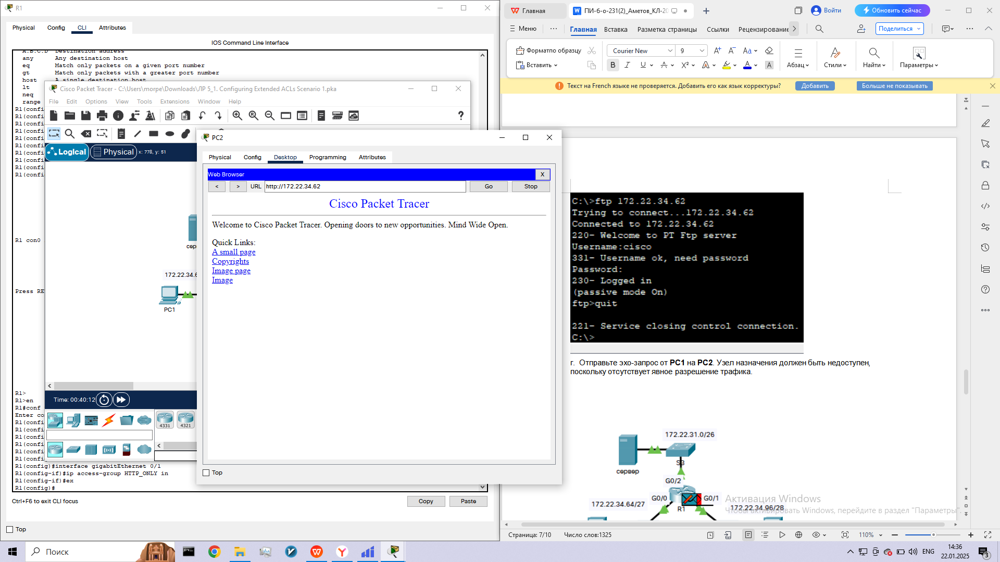 R1
Physical
Config
CLI
Attributes
IOS Command Line Interface
A.B.C.D  Destination address
any      Any destination host
eq       Match only packets on a given port number
gt       Match only packets with a greater port number
host     A single destination host
lt
neq
range
R1(confi
R1(confi
R1(confi
R1(confi
R1(confi
R1(confi
R1(confi
R1(confi
R1(confi
R1(confi
R1 con0
Press RE
R1>
R1>en
R1#conf
Enter co
R1(confi
R1(confi
R1(confi
R1(confi
R1(confi
R1(confi
R1(config)#interface gigabitEthernet 0/1
R1(config-if)#ip access-group HTTP_ONLY in
R1(config-if)#ex
R1(config)#
Ctrl+F6 to exit CLI focus
Copy
Paste
Top
Cisco Packet Tracer - C:\Users\morpe\Downloads\ЛР 5_1. Configuring Extended ACLs Scenario 1.pka
File
Edit
Options
View
Tools
Extensions
Window
Help
?
Logical
Physical
x: 778, y: 51
сер
172.22.34.6
PC1
Time: 00:40:12
4331
4321
PC2
Physical
Config
Desktop
Programming
Attributes
Web Browser
X
<
>
URL
http://172.22.34.62
Go
Stop
Cisco Packet Tracer
Welcome to Cisco Packet Tracer. Opening doors to new opportunities. Mind Wide Open.
Quick Links:
A small page
Copyrights
Image page
Image
Top
Главная
ПИ-б-о-231(2)_Аметов_КЛ-20
Войти
Обновить сейчас
Меню
Главная
Вставка
Разметка страницы
Ссылки
Рецензирование
Поделиться
Формат по образцу
Вставить
Courier New
9
Абзац
Стили
Найти
Параметры
Текст на French языке не проверяется. Добавить его как язык корректуры?
Добавить
Больше не показывать
C:\>ftp 172.22.34.62
Trying to connect...172.22.34.62
Connected to 172.22.34.62
220- Welcome to PT Ftp server
Username:cisco
331- Username ok, need password
Password:
230- Logged in
(passive mode On)
ftp>quit
221- Service closing control connection.
C:\>
г.  Отправьте эхо-запрос от PC1 на PC2. Узел назначения должен быть недоступен,
поскольку отсутствует явное разрешение трафика.
172.22.31.0/26
S3
сервер
G0/2
G0/0
G0/1
R1
172.22.34.64/27
172.22.34.96/28
Активация Windows
Чтобы активировать Windows, перейдите в раздел "Параметры".
Страница: 7/10
Число слов:1325
110%
Поиск
ENG
14:36
22.01.2025
3